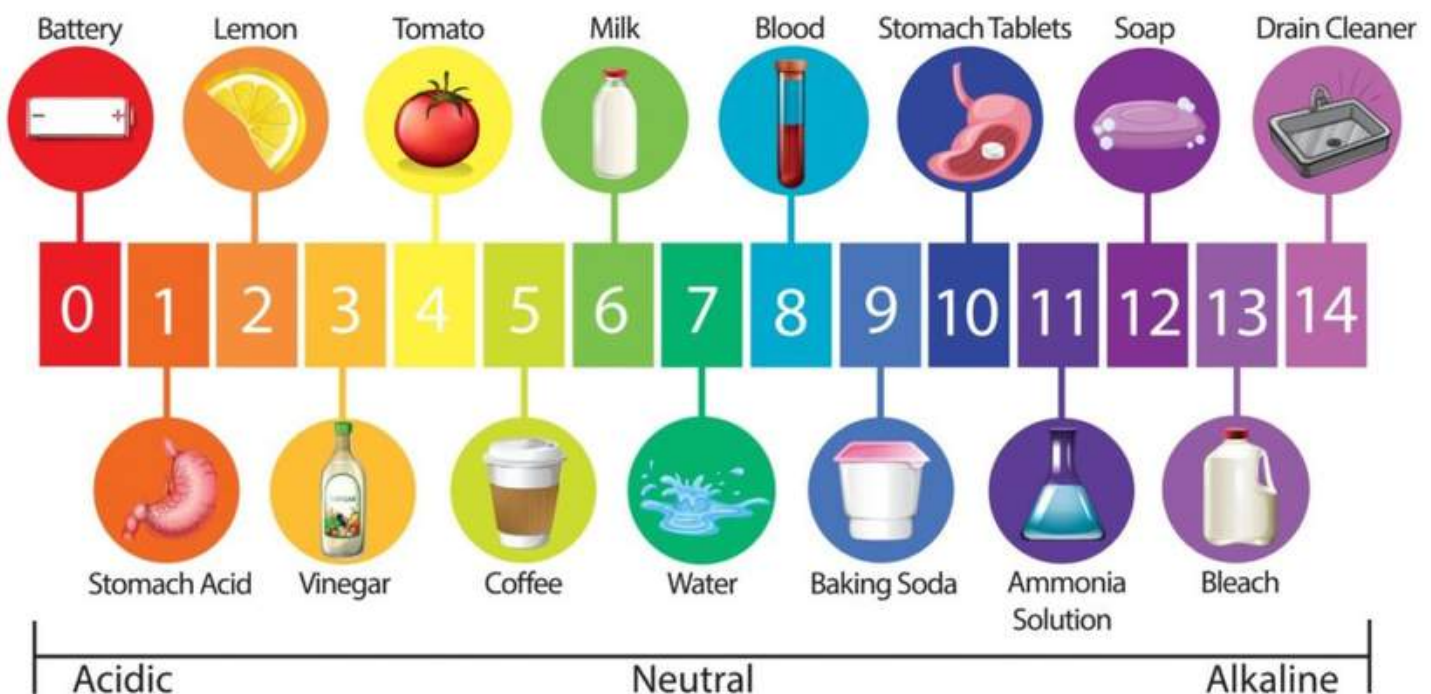 Battery Lemon Tomato Milk Blood Stomach Tablets Soap Drain Cleaner
- +
0 1 2 3 4 5 6 7 8 9 10 11 12 13 14
VINEGAR
Stomach Acid Vinegar Coffee Water Baking Soda Ammonia Solution Bleach
Acidic Neutral Alkaline